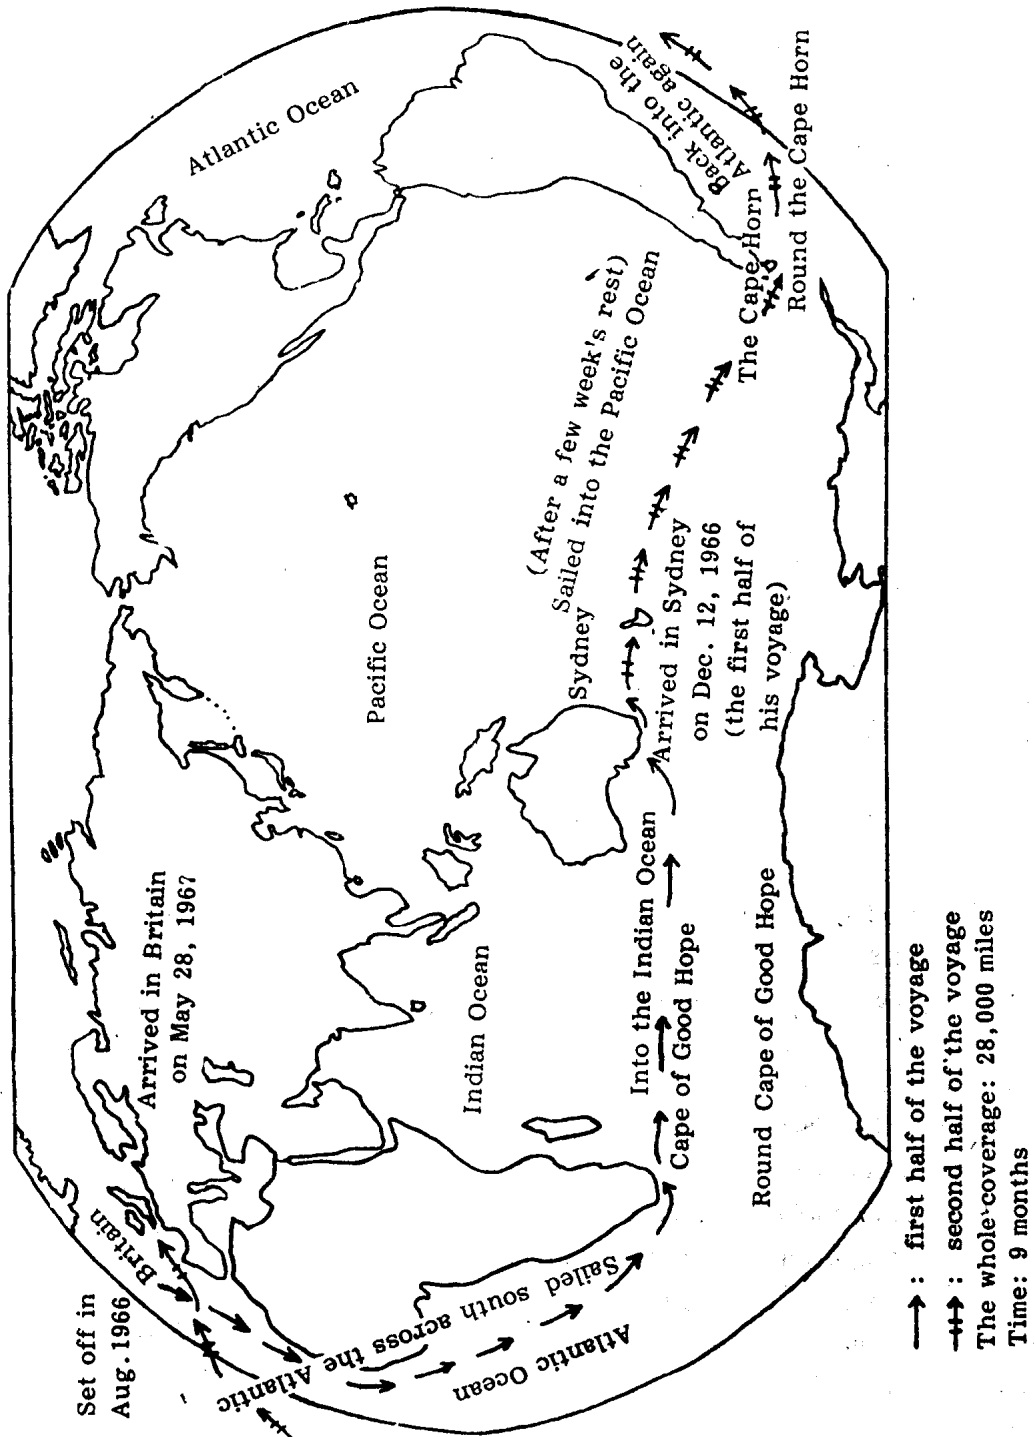 Set off in
Aug.1966
Britain
Arrived in Britain
on May 28, 1967
Sailed south across the Atlantic
Atlantic Ocean
Indian Ocean
Into the Indian Ocean
Cape of Good Hope
Round Cape of Good Hope
Pacific Ocean
Sydney
(After a few week's rest)
Sailed into the Pacific Ocean
Arrived in Sydney
on Dec. 12, 1966
(the first half of
his voyage)
Atlantic Ocean
The Cape Horn
Round the Cape Horn
Back into the
Atlantic again
: first half of the voyage
: second half of the voyage
The whole coverage: 28,000 miles
Time: 9 months